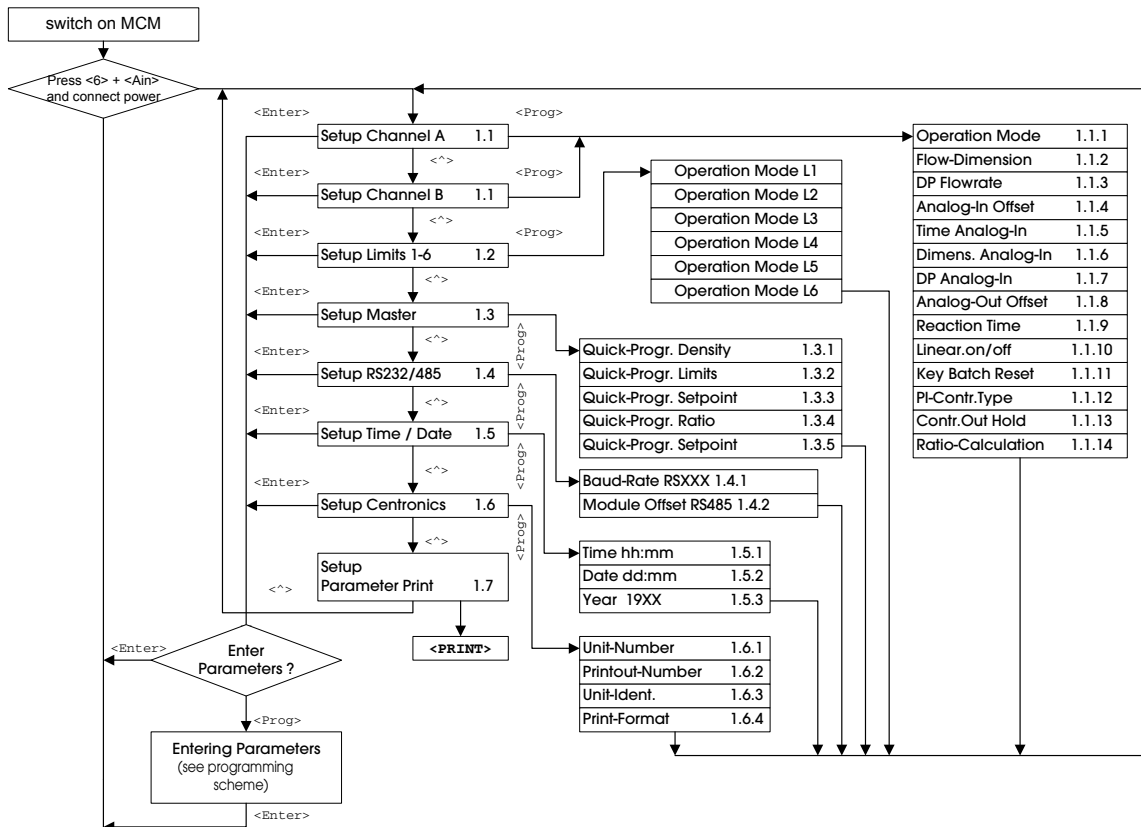 switch on MCM
Press <6> + <Ain>
and connect power
<Enter>
<Prog>
Setup Channel A 1.1
<^>
<Enter>
<Prog>
Setup Channel B 1.1
<^>
<Enter>
<Prog>
Setup Limits 1-6 1.2
<^>
<Enter>
<Prog>
Setup Master 1.3
<^>
<Enter>
<Prog>
Setup RS232/485 1.4
<^>
<Enter>
<Prog>
Setup Time / Date 1.5
<^>
<Enter>
<Prog>
Setup Centronics 1.6
<^>
Setup
Parameter Print 1.7
<^>
<PRINT>
<Enter>
Enter
Parameters ?
<Prog>
Entering Parameters
(see programming
scheme)
<Enter>
Operation Mode L1
Operation Mode L2
Operation Mode L3
Operation Mode L4
Operation Mode L5
Operation Mode L6
Quick-Progr. Density 1.3.1
Quick-Progr. Limits 1.3.2
Quick-Progr. Setpoint 1.3.3
Quick-Progr. Ratio 1.3.4
Quick-Progr. Setpoint 1.3.5
Baud-Rate RSXXX 1.4.1
Module Offset RS485 1.4.2
Time hh:mm 1.5.1
Date dd:mm 1.5.2
Year 19XX 1.5.3
Unit-Number 1.6.1
Printout-Number 1.6.2
Unit-Ident. 1.6.3
Print-Format 1.6.4
Operation Mode 1.1.1
Flow-Dimension 1.1.2
DP Flowrate 1.1.3
Analog-In Offset 1.1.4
Time Analog-In 1.1.5
Dimens. Analog-In 1.1.6
DP Analog-In 1.1.7
Analog-Out Offset 1.1.8
Reaction Time 1.1.9
Linear.on/off 1.1.10
Key Batch Reset 1.1.11
PI-Contr.Type 1.1.12
Contr.Out Hold 1.1.13
Ratio-Calculation 1.1.14